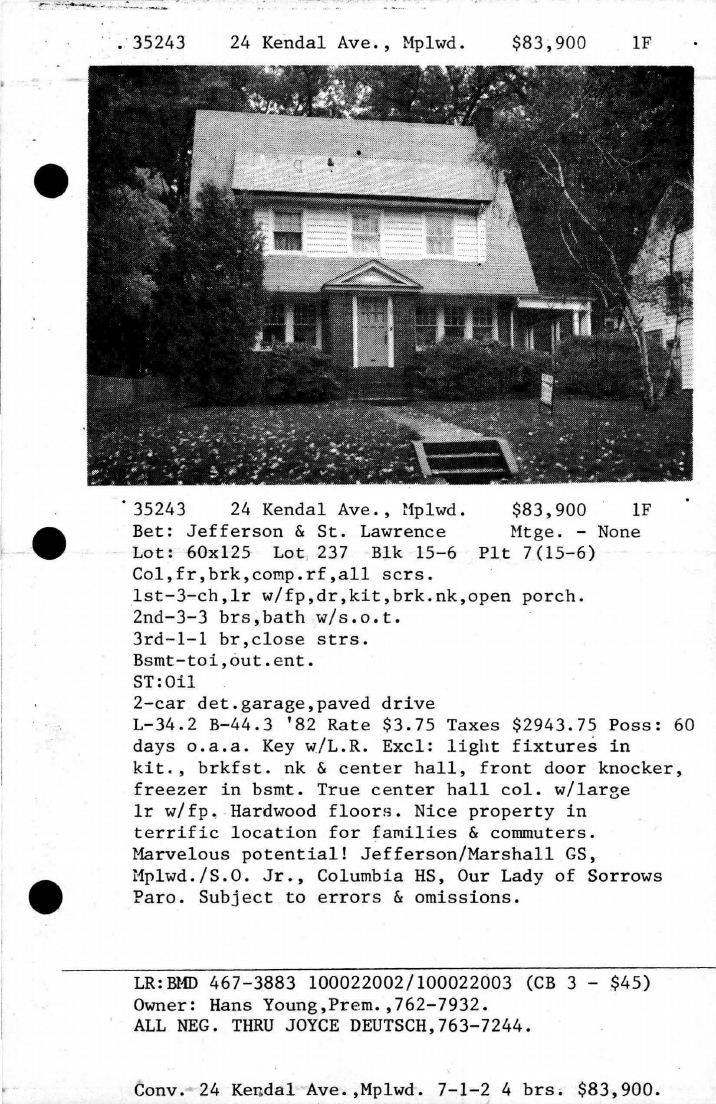 35243 24 Kendal Ave., Mplwd. $83,900 1F
35243 24 Kendal Ave., Mplwd. $83,900 1F
Bet: Jefferson & St. Lawrence Mtge. - None
Lot: 60x125 Lot 237 Blk 15-6 Plt 7(15-6)
Col,fr,brk,comp.rf,all scrs.
1st-3-ch,lr w/fp,dr,kit,brk.nk,open porch.
2nd-3-3 brs,bath w/s.o.t.
3rd-1-1 br,close strs.
Bsmt-toi,out.ent.
ST:Oil
2-car det.garage,paved drive
L-34.2 B-44.3 '82 Rate $3.75 Taxes $2943.75 Poss: 60
days o.a.a. Key w/L.R. Excl: light fixtures in
kit., brkfst. nk & center hall, front door knocker,
freezer in bsmt. True center hall col. w/large
lr w/fp. Hardwood floors. Nice property in
terrific location for families & commuters.
Marvelous potential! Jefferson/Marshall GS,
Mplwd./S.O. Jr., Columbia HS, Our Lady of Sorrows
Paro. Subject to errors & omissions.
LR:BMD 467-3883 100022002/100022003 (CB 3 - $45)
Owner: Hans Young,Prem.,762-7932.
ALL NEG. THRU JOYCE DEUTSCH,763-7244.
Conv. 24 Kendal Ave.,Mplwd. 7-1-2 4 brs. $83,900.